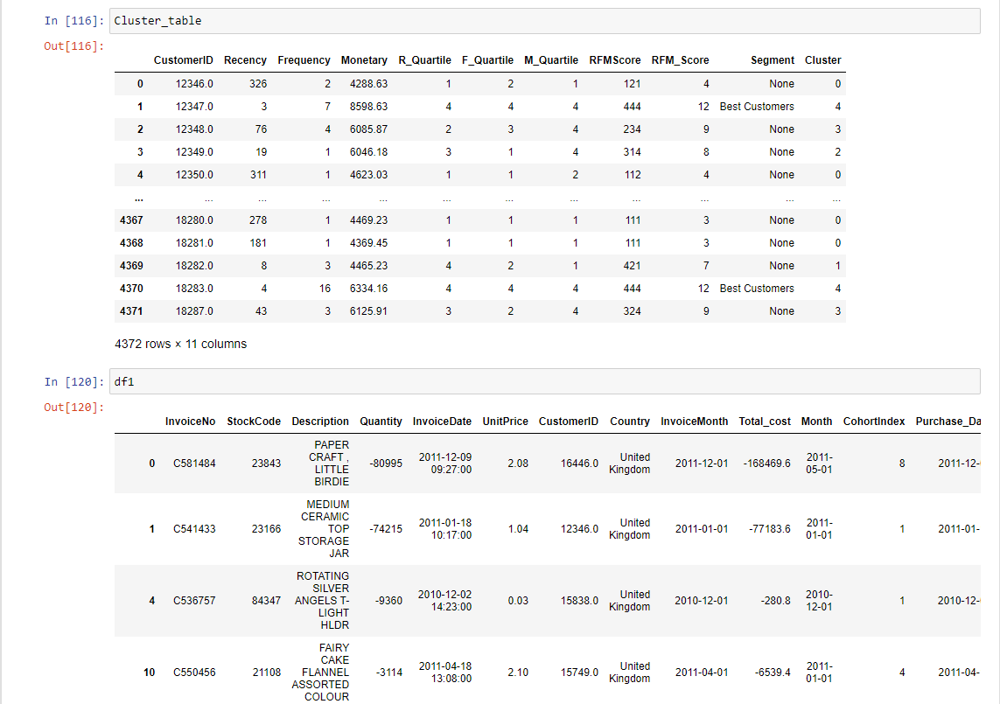 In [116]: Cluster_table
Out[116]:
CustomerID Recency Frequency Monetary R_Quartile F_Quartile M_Quartile RFMScore RFM_Score Segment Cluster
0 12346.0 326 2 4288.63 1 2 1 121 4 None 0
1 12347.0 3 7 8598.63 4 4 4 444 12 Best Customers 4
2 12348.0 76 4 6085.87 2 3 4 234 9 None 3
3 12349.0 19 1 6046.18 3 1 4 314 8 None 2
4 12350.0 311 1 4623.03 1 1 2 112 4 None 0
... ... ... ... ... ... ... ... ... ... ... ...
4367 18280.0 278 1 4469.23 1 1 1 111 3 None 0
4368 18281.0 181 1 4369.45 1 1 1 111 3 None 0
4369 18282.0 8 3 4465.23 4 2 1 421 7 None 1
4370 18283.0 4 16 6334.16 4 4 4 444 12 Best Customers 4
4371 18287.0 43 3 6125.91 3 2 4 324 9 None 3
4372 rows × 11 columns
In [120]: df1
Out[120]:
InvoiceNo StockCode Description Quantity InvoiceDate UnitPrice CustomerID Country InvoiceMonth Total_cost Month CohortIndex Purchase_Da
PAPER
CRAFT , 2011-12-09 United 2011-
0 C581484 23843 LITTLE -80995 09:27:00 2.08 16446.0 Kingdom 2011-12-01 -168469.6 05-01 8 2011-12-
BIRDIE
MEDIUM
CERAMIC 2011-01-18 United 2011-
1 C541433 23166 TOP -74215 10:17:00 1.04 12346.0 Kingdom 2011-01-01 -77183.6 01-01 1 2011-01-
STORAGE
JAR
ROTATING
SILVER 2010-12-02 United 2010-
4 C536757 84347 ANGELS T- -9360 14:23:00 0.03 15838.0 Kingdom 2010-12-01 -280.8 12-01 1 2010-12-
LIGHT
HLDR
FAIRY
CAKE 2011-04-18 United 2011-
10 C550456 21108 FLANNEL -3114 13:08:00 2.10 15749.0 Kingdom 2011-04-01 -6539.4 01-01 4 2011-04-
ASSORTED
COLOUR